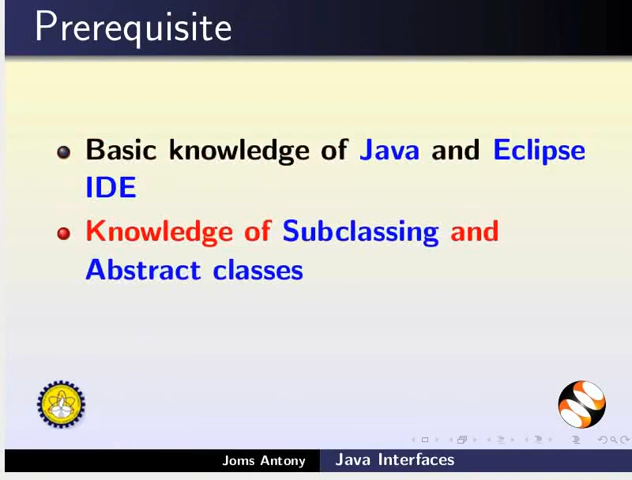 Prerequisite
Basic knowledge of Java and Eclipse
IDE
Knowledge of Subclassing and
Abstract classes
Joms Antony
Java Interfaces